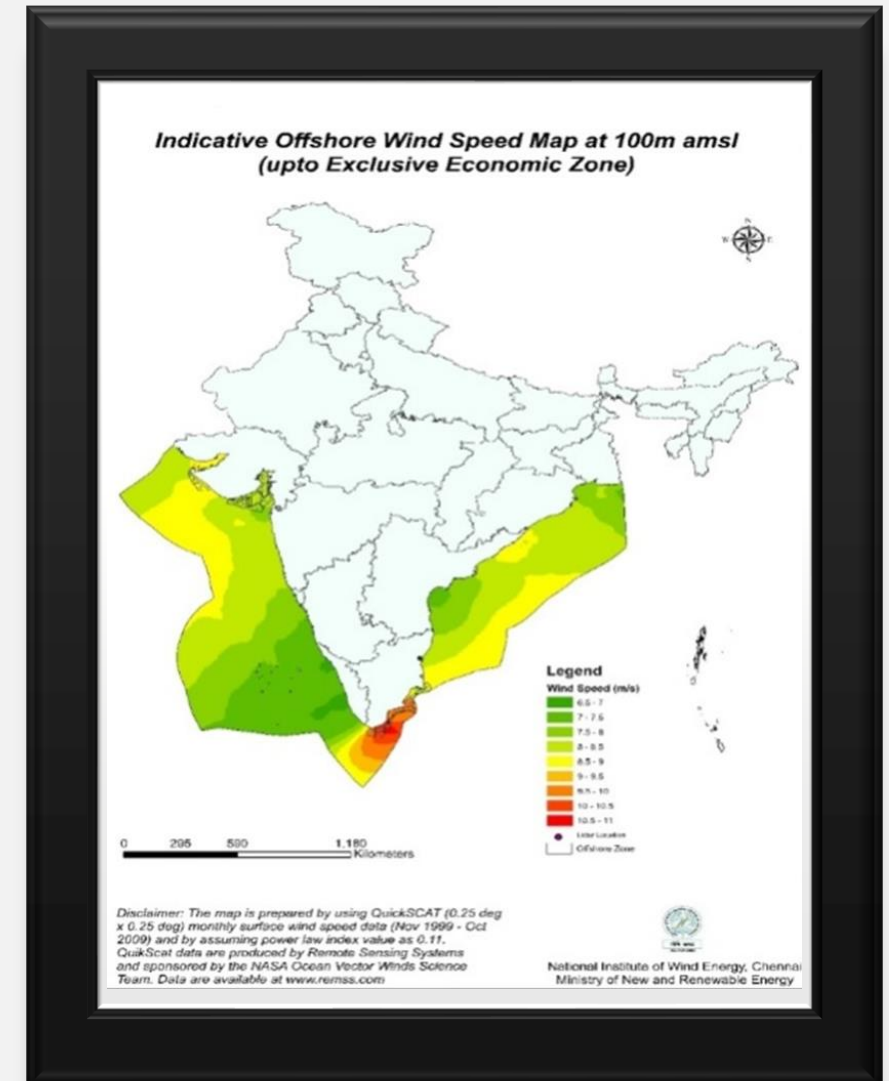 Indicative Offshore Wind Speed Map at 100m amsl
(upto Exclusive Economic Zone)
N
W E
S
Legend
Wind Speed (m/s)
6.5 - 7
7 - 7.5
7.5 - 8
8 - 8.5
8.5 - 9
9 - 9.5
9.5 - 10
10 - 10.5
10.5 - 11
Lidar Location
Offshore Zone
0 295 590 1,180
Kilometers
Disclaimer: The map is prepared by using QuickSCAT (0.25 deg
x 0.25 deg) monthly surface wind speed data (Nov 1999 - Oct
2009) and by assuming power law index value as 0.11.
QuikScat data are produced by Remote Sensing Systems
and sponsored by the NASA Ocean Vector Winds Science
Team. Data are available at www.remss.com
National Institute of Wind Energy, Chennai
Ministry of New and Renewable Energy